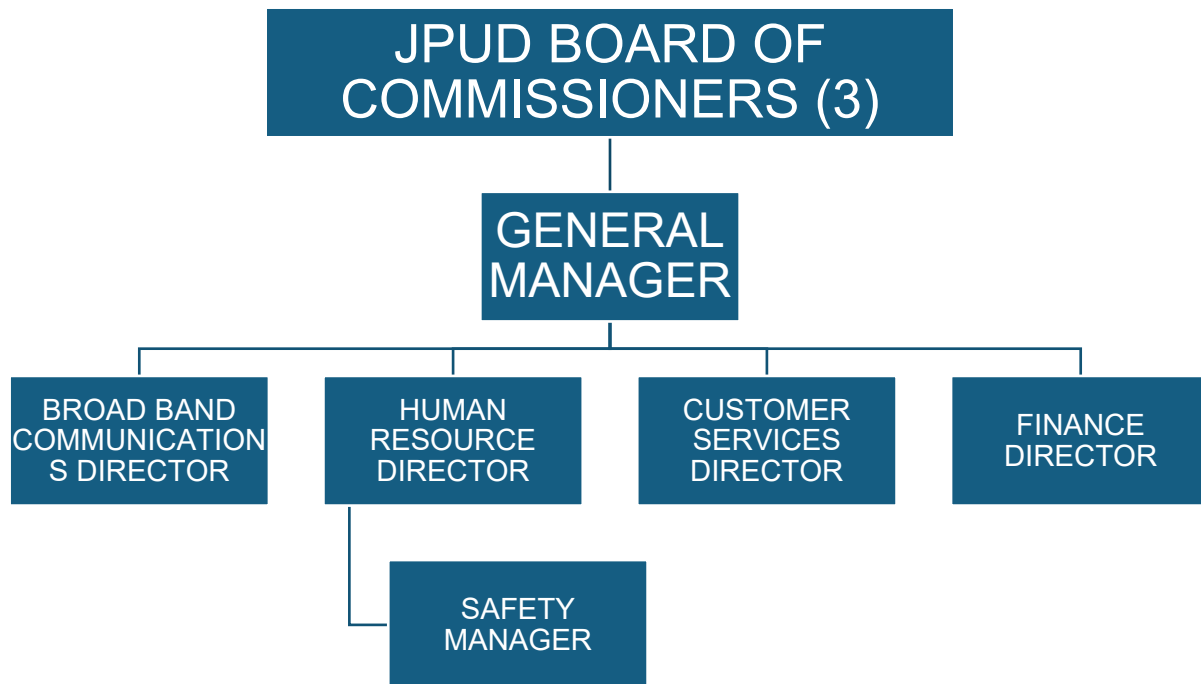 JPUD BOARD OF
COMMISSIONERS (3)
GENERAL
MANAGER
BROAD BAND
COMMUNICATION
S DIRECTOR
HUMAN
RESOURCE
DIRECTOR
CUSTOMER
SERVICES
DIRECTOR
FINANCE
DIRECTOR
SAFETY
MANAGER